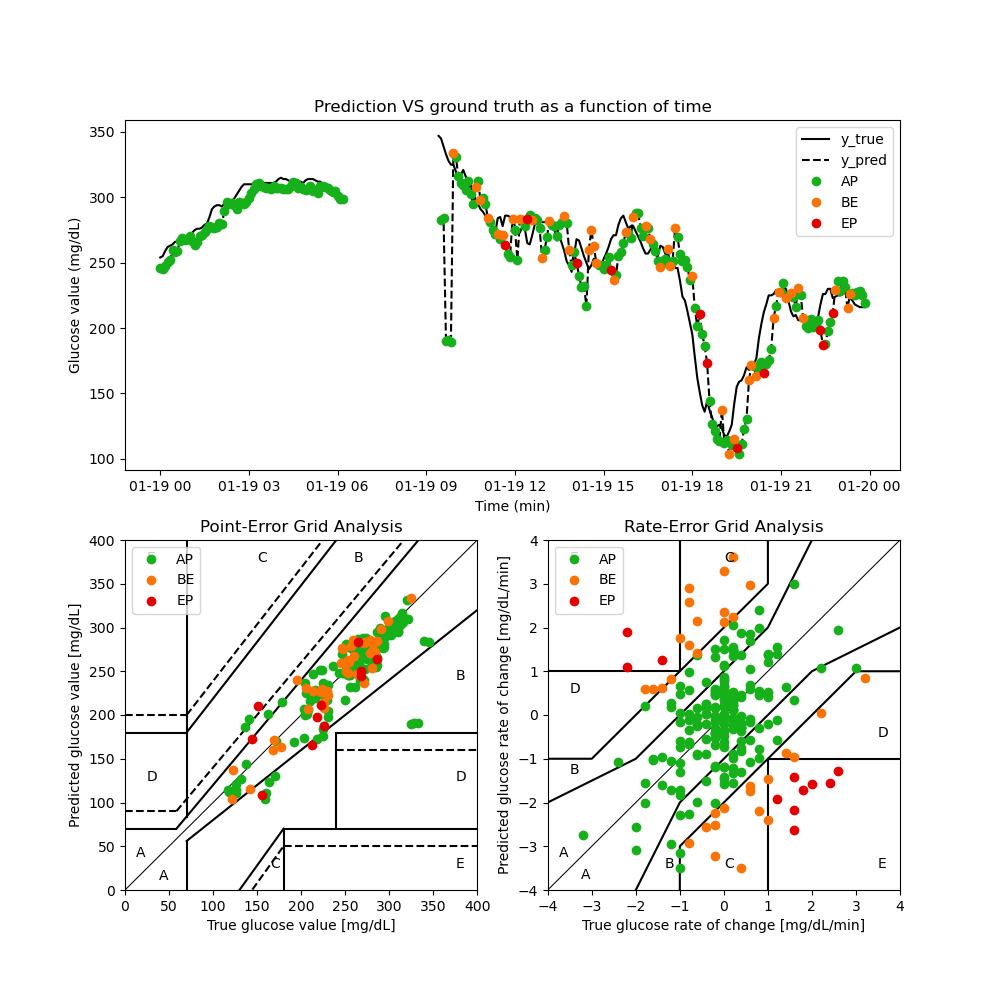 Prediction VS ground truth as a function of time
Glucose value (mg/dL)
350
300
250
200
150
100
y_true
y_pred
AP
BE
EP
01-19 00 01-19 03 01-19 06 01-19 09 01-19 12 01-19 15 01-19 18 01-19 21 01-20 00
Time (min)
Point-Error Grid Analysis
Predicted glucose value [mg/dL]
400
350
300
250
200
150
100
50
0
AP
BE
EP
C
B
B
D
D
A
A
C
E
0 50 100 150 200 250 300 350 400
True glucose value [mg/dL]
Rate-Error Grid Analysis
Predicted glucose rate of change [mg/dL/min]
4
3
2
1
0
−1
−2
−3
−4
AP
BE
EP
C
D
D
B
A
A
B
C
E
−4 −3 −2 −1 0 1 2 3 4
True glucose rate of change [mg/dL/min]